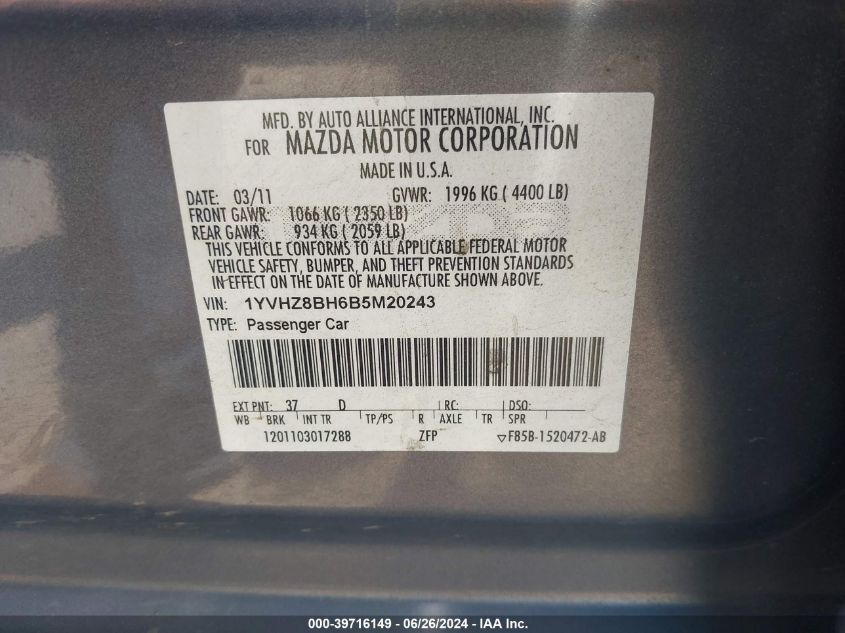 MFD. BY AUTO ALLIANCE INTERNATIONAL, INC.
FOR MAZDA MOTOR CORPORATION
MADE IN U.S.A.
DATE: 03/11 GVWR: 1996 KG ( 4400 LB)
FRONT GAWR: 1066 KG ( 2350 LB)
REAR GAWR: 934 KG ( 2059 LB)
THIS VEHICLE CONFORMS TO ALL APPLICABLE FEDERAL MOTOR
VEHICLE SAFETY, BUMPER, AND THEFT PREVENTION STANDARDS
IN EFFECT ON THE DATE OF MANUFACTURE SHOWN ABOVE.
VIN: 1YVHZ8BH6B5M20243
TYPE: Passenger Car
EXT PNT: 37 D RC: DSO:
WB BRK INT TR TP/PS R AXLE TR SPR
1201103017288 ZFP ▽F85B-1520472-AB
000-39716149 - 06/26/2024 - IAA Inc.